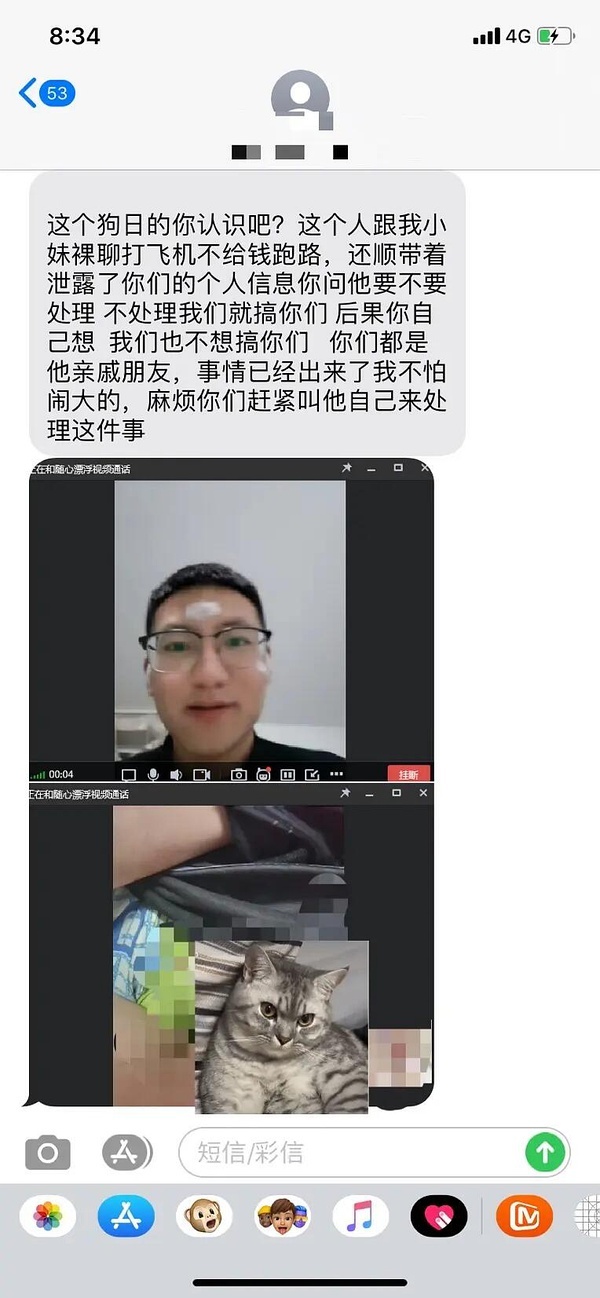 8:34
4G
53
这个狗日的你认识吧？这个人跟我小
妹裸聊打飞机不给钱跑路，还顺带着
泄露了你们的个人信息你问他要不要
处理 不处理我们就搞你们 后果你自
己想 我们也不想搞你们 你们都是
他亲戚朋友，事情已经出来了我不怕
闹大的，麻烦你们赶紧叫他自己来处
理这件事
正在和随心漂浮视频通话
00:04
挂断
正在和随心漂浮视频通话
短信/彩信